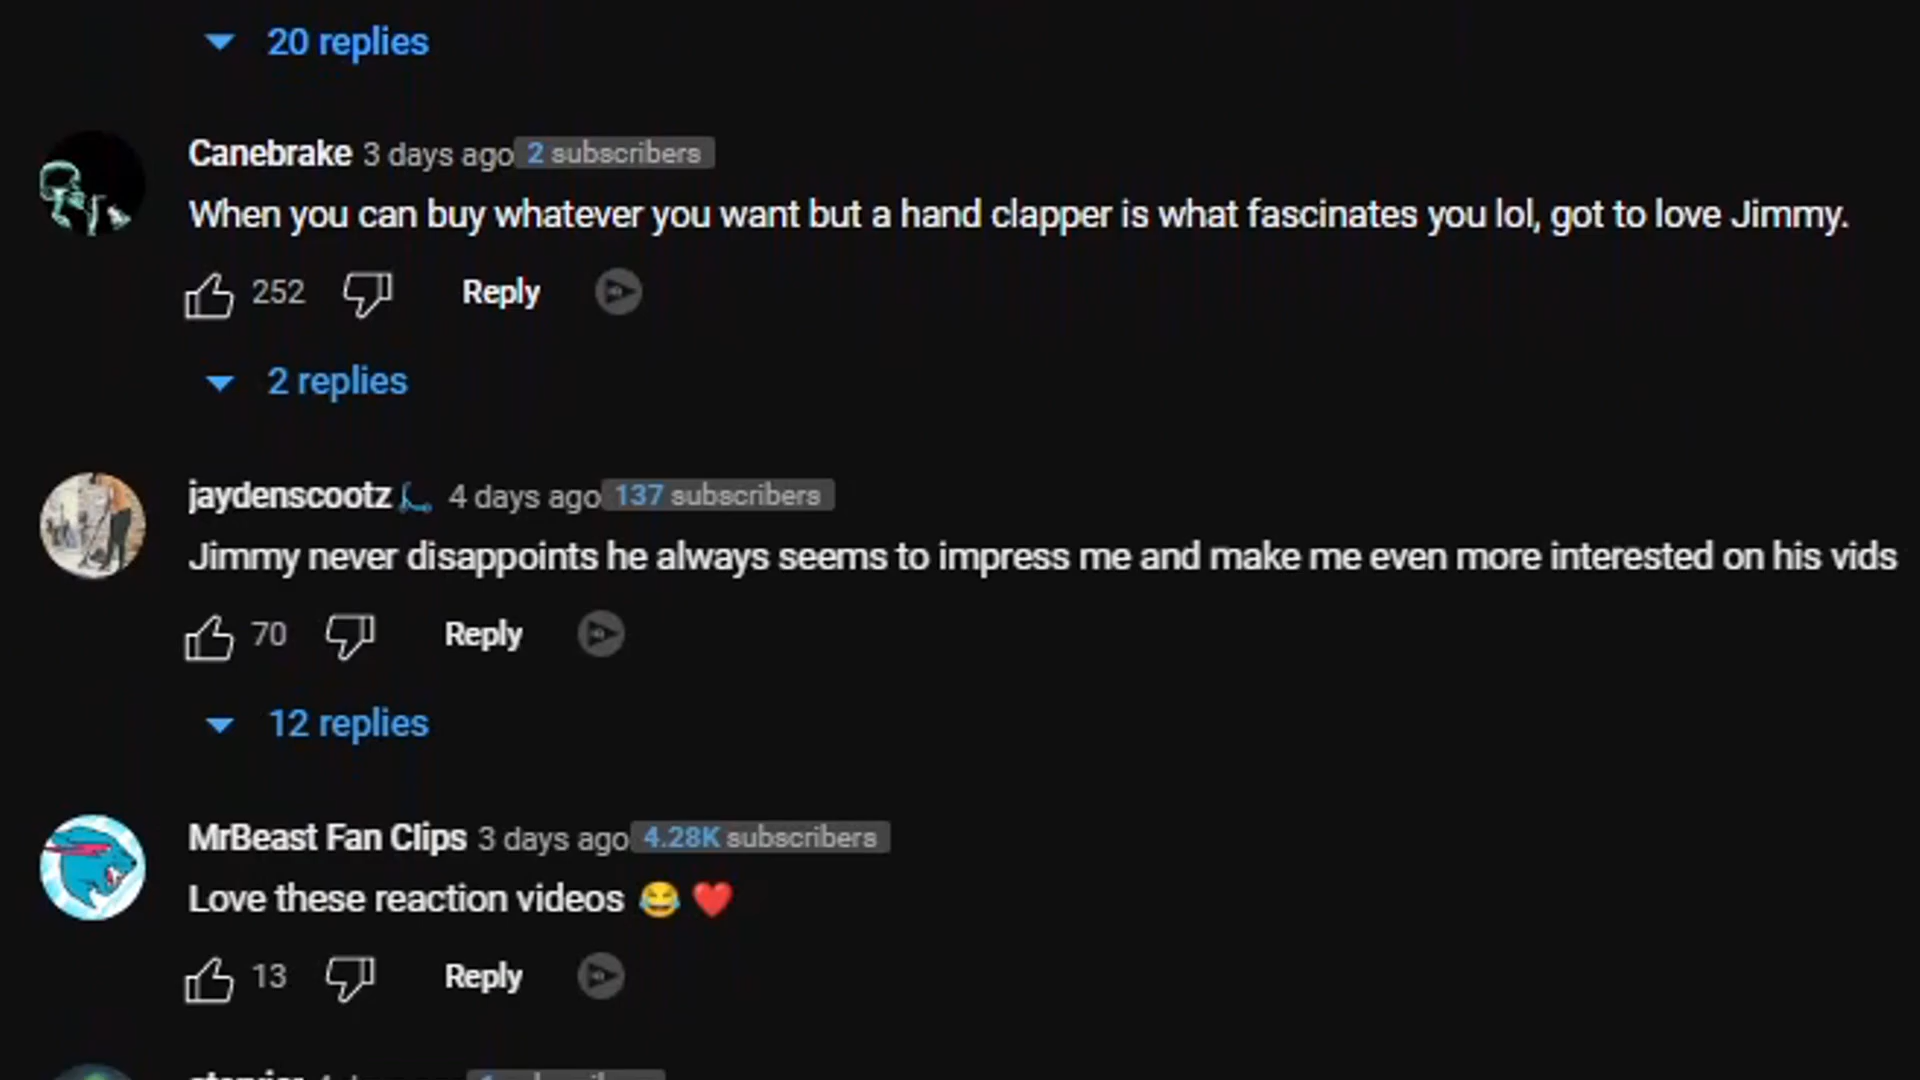 20 replies
Canebrake 3 days ago 2 subscribers
When you can buy whatever you want but a hand clapper is what fascinates you lol, got to love Jimmy.
252 Reply
2 replies
jaydenscootz🛴 4 days ago 137 subscribers
Jimmy never disappoints he always seems to impress me and make me even more interested on his vids
70 Reply
12 replies
MrBeast Fan Clips 3 days ago 4.28K subscribers
Love these reaction videos 😂 ❤️
13 Reply